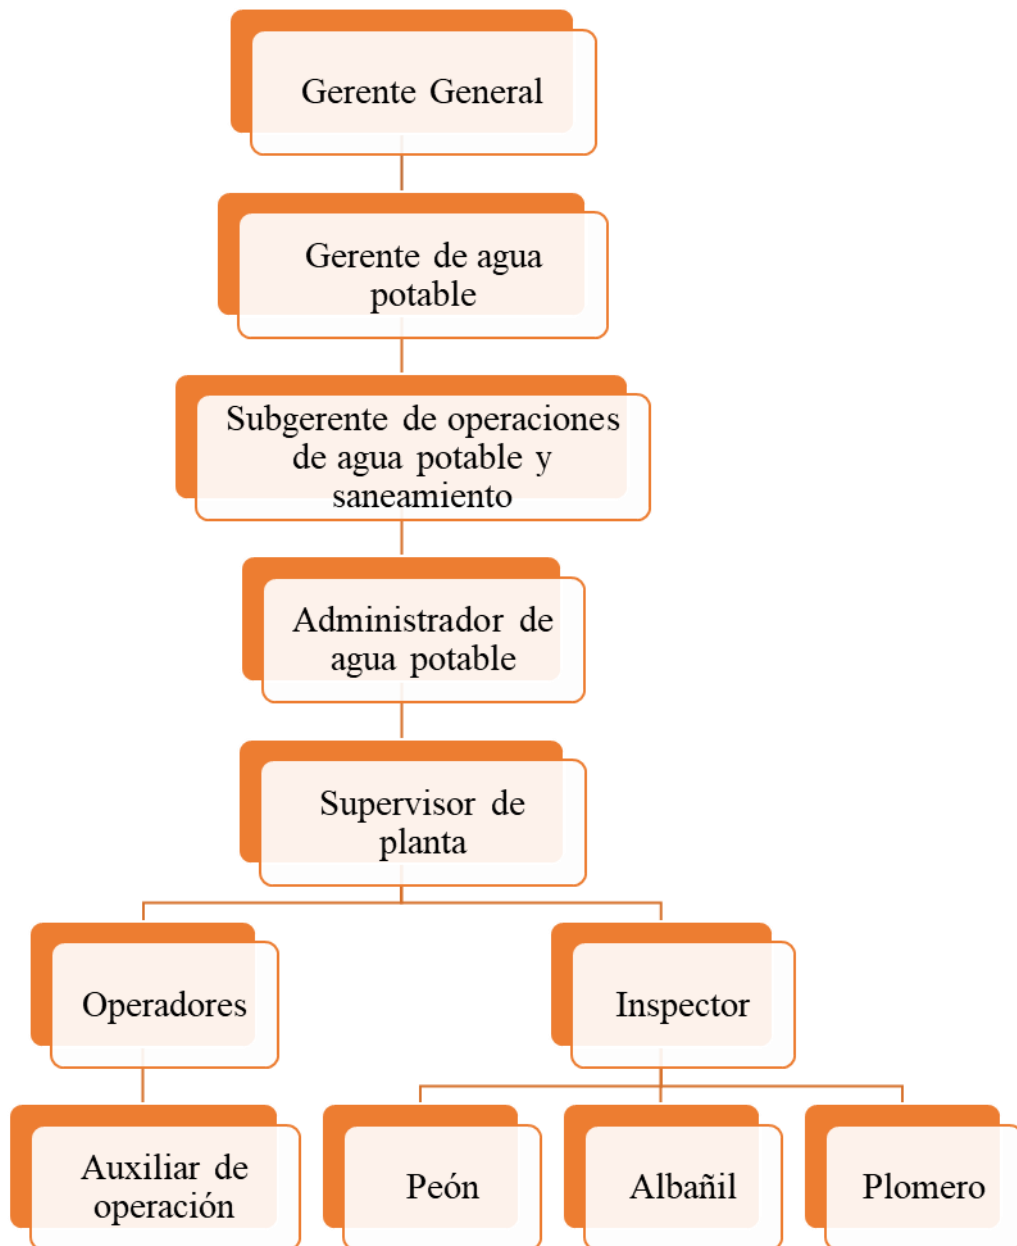 Gerente General
Gerente de agua
potable
Subgerente de operaciones
de agua potable y
saneamiento
Administrador de
agua potable
Supervisor de
planta
Operadores
Inspector
Auxiliar de
operación
Peón
Albañil
Plomero